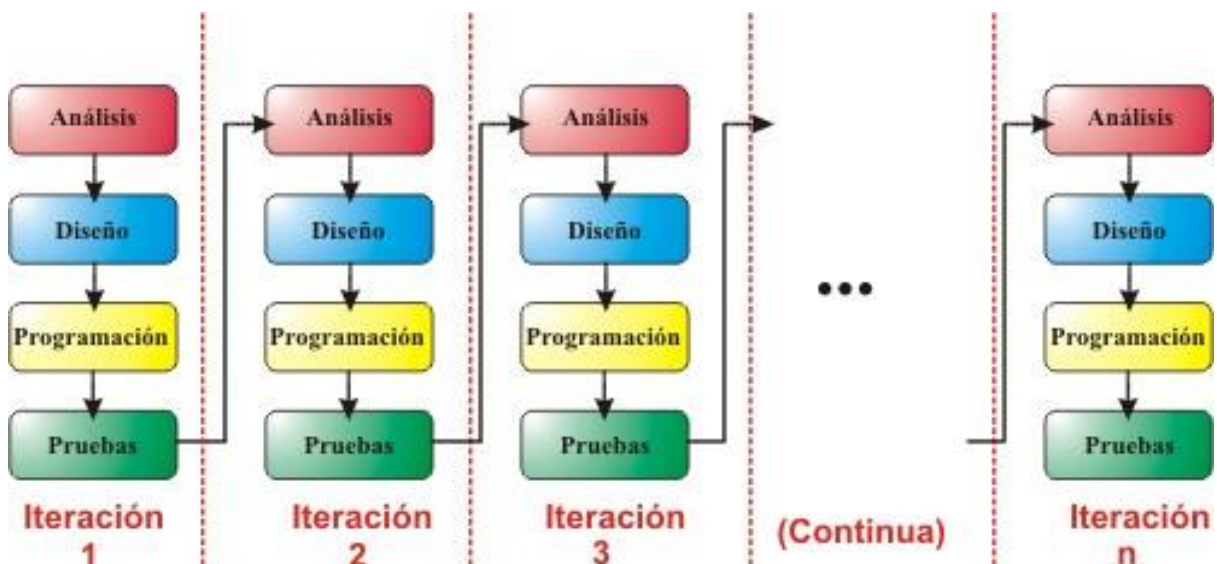 Análisis
Diseño
Programación
Pruebas
Iteración
1
Análisis
Diseño
Programación
Pruebas
Iteración
2
Análisis
Diseño
Programación
Pruebas
Iteración
3
...
(Continua)
Análisis
Diseño
Programación
Pruebas
Iteración
n